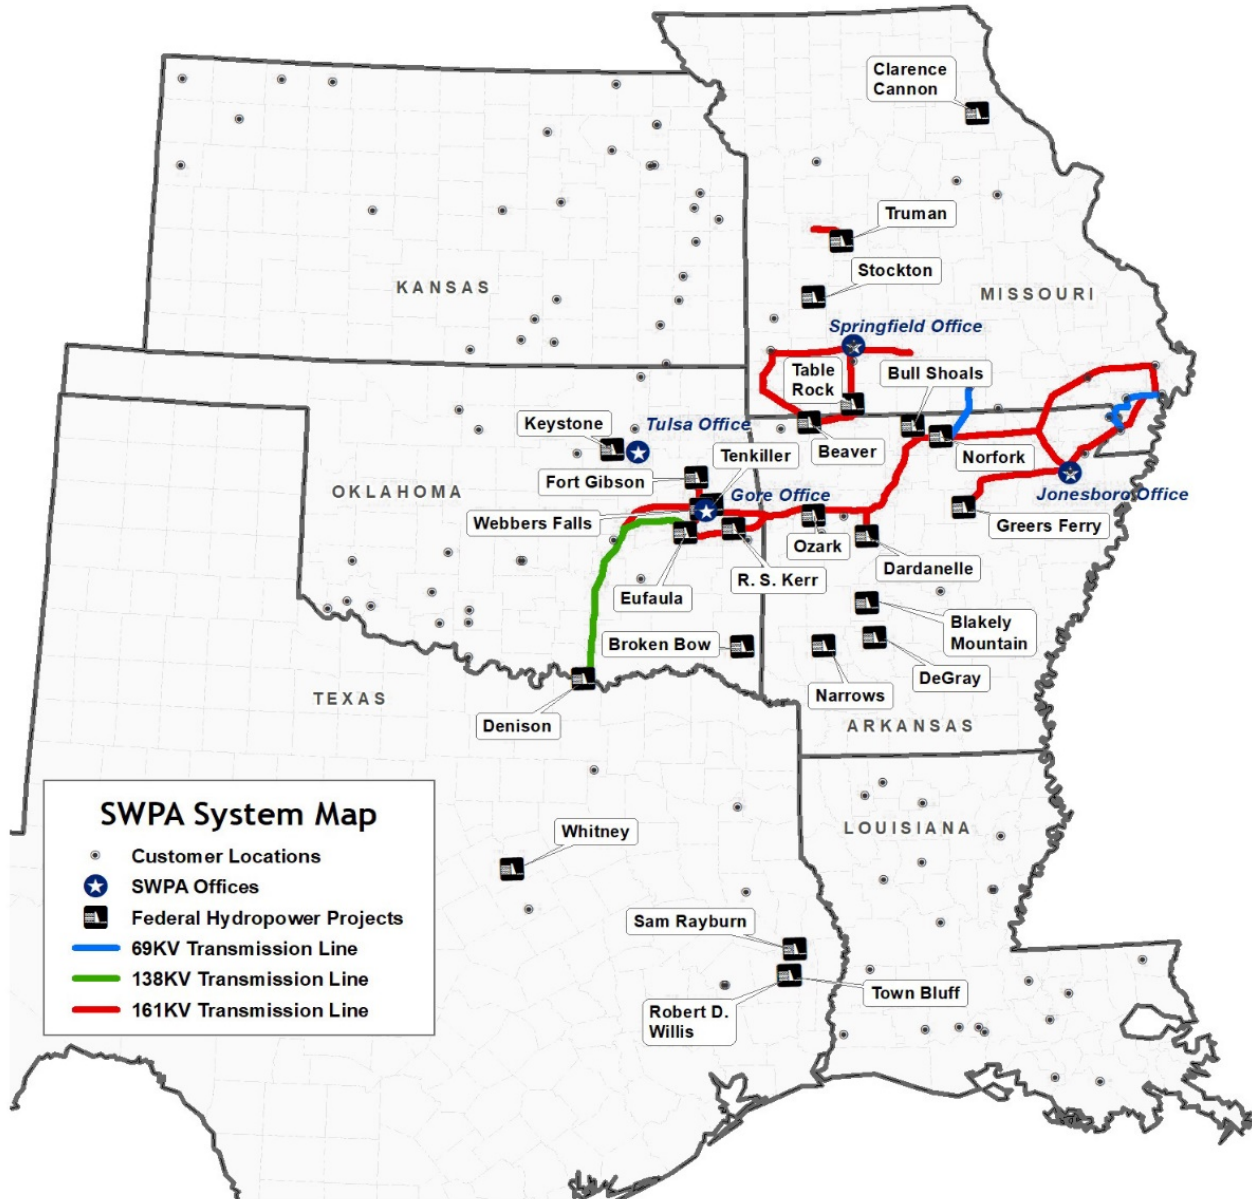 Clarence
Cannon
Truman
Stockton
KANSAS
MISSOURI
Springfield Office
Table
Rock
Bull Shoals
Keystone
Tulsa Office
Beaver
Norfork
Tenkiller
Fort Gibson
OKLAHOMA
Gore Office
Jonesboro Office
Webbers Falls
Greers Ferry
Ozark
Dardanelle
R. S. Kerr
Eufaula
Blakely
Mountain
Broken Bow
DeGray
Narrows
TEXAS
Denison
ARKANSAS
SWPA System Map
Customer Locations
SWPA Offices
Federal Hydropower Projects
69KV Transmission Line
138KV Transmission Line
161KV Transmission Line
Whitney
LOUISIANA
Sam Rayburn
Town Bluff
Robert D.
Willis